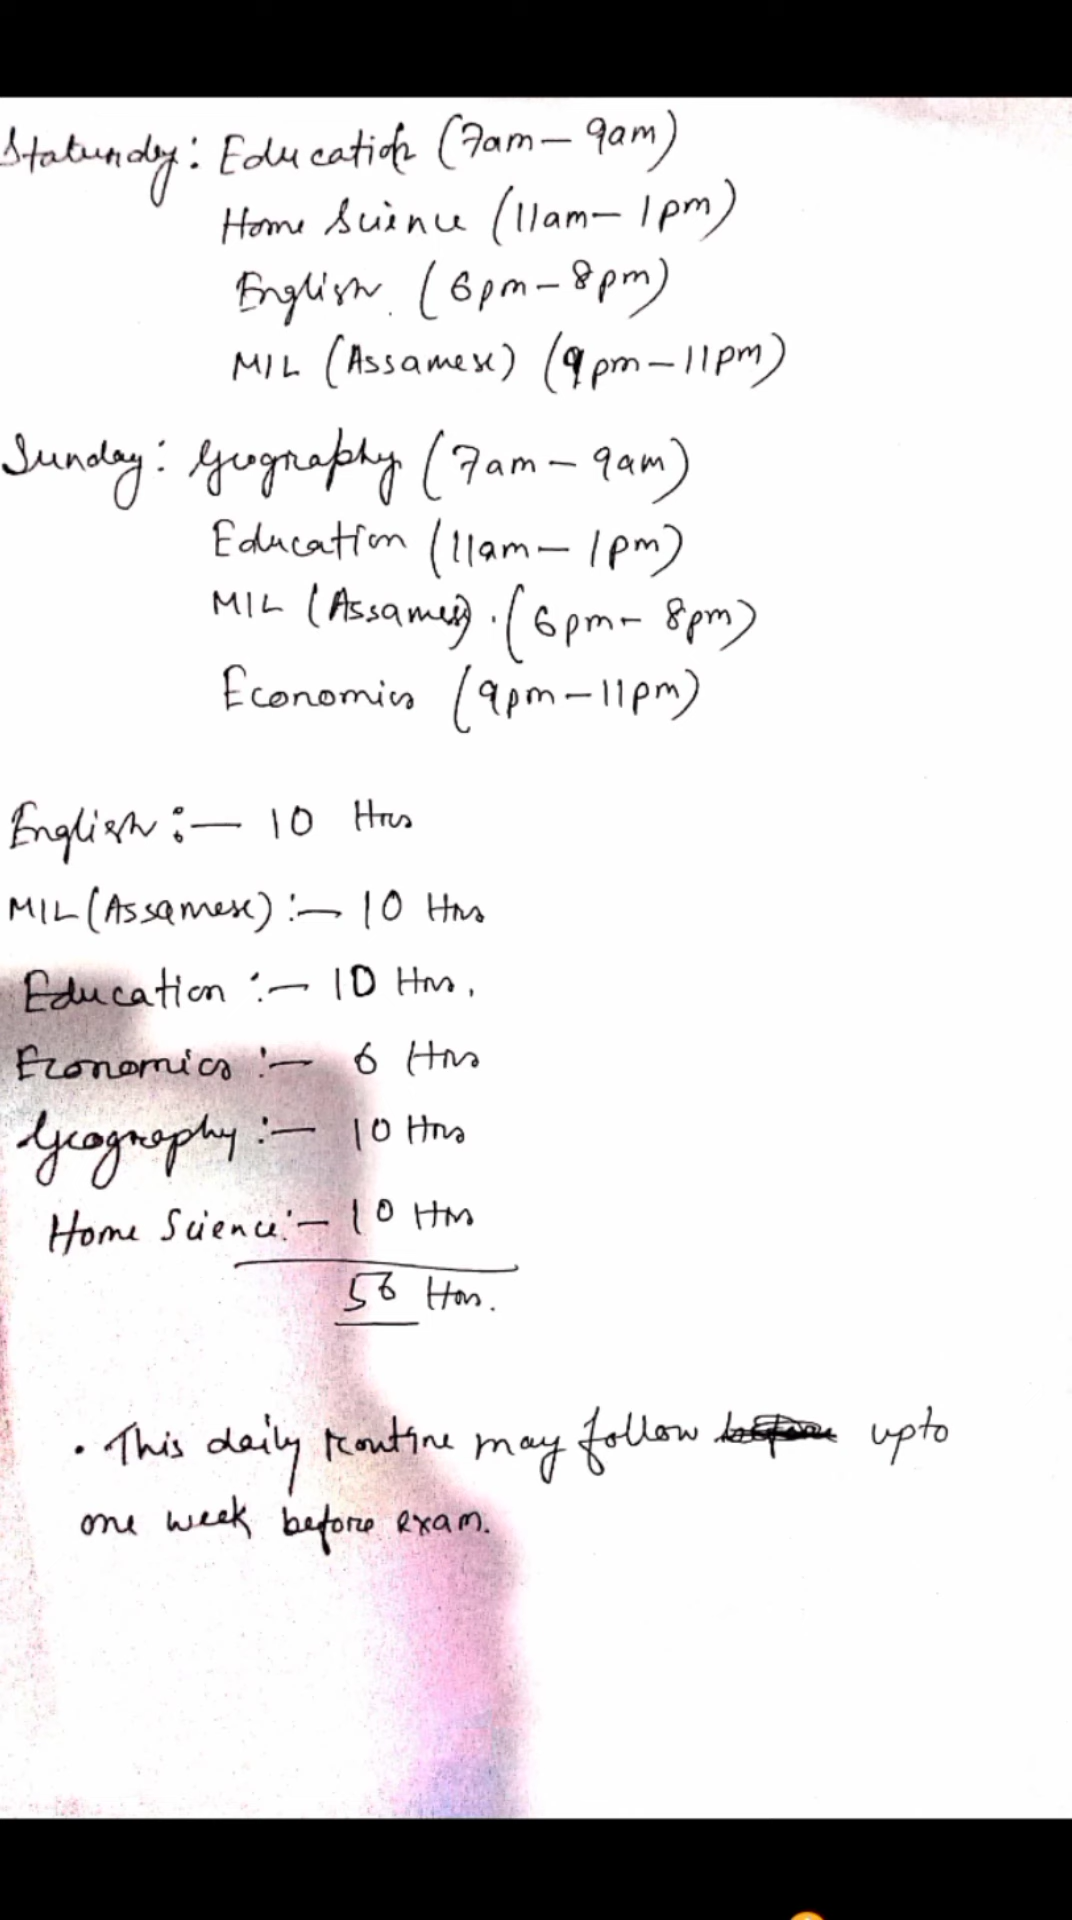 Staturday: Education (7am - 9am)
Home Science (11am - 1pm)
English. (6pm - 8pm)
MIL (Assamese) (9pm - 11pm)
Sunday: Geography (7am - 9am)
Education (11am - 1pm)
MIL (Assamese). (6pm - 8pm)
Economics (9pm - 11pm)
English :- 10 Hrs
MIL (Assamese) :- 10 Hrs
Education :- 10 Hrs.
Economics :- 6 Hrs
Geography :- 10 Hrs
Home Science :- 10 Hrs
56 Hrs.
• This daily routine may follow upto
one week before exam.